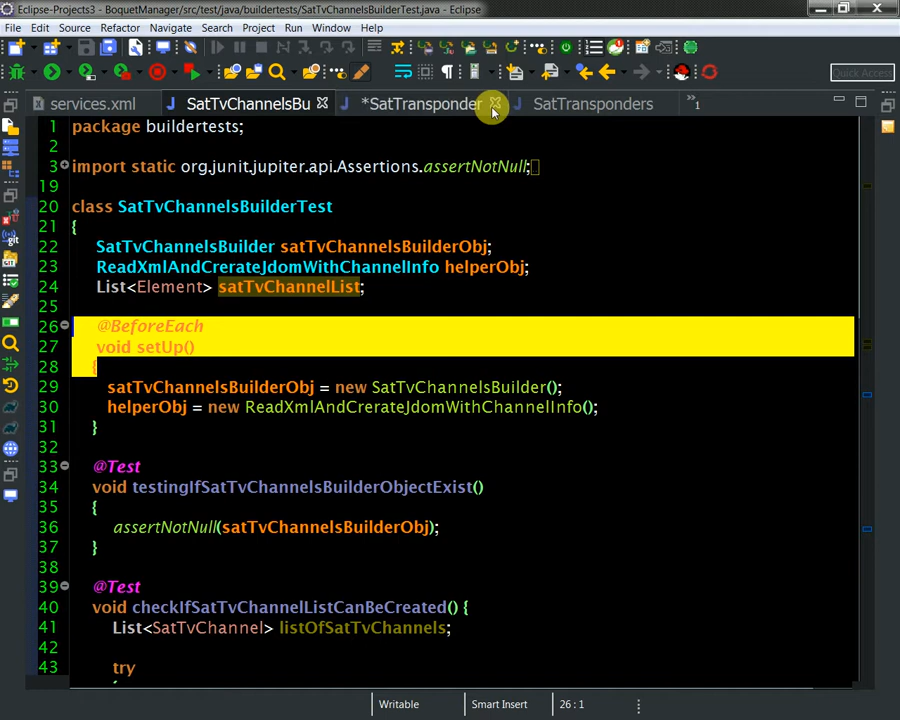 Eclipse-Projects3 - BoquetManager/src/test/java/buildertests/SatTvChannelsBuilderTest.java - Eclipse
File Edit Source Refactor Navigate Search Project Run Window Help
Quick Access
services.xml SatTvChannelsBu *SatTransponder SatTransponders »1
1 package buildertests;
2
3 import static org.junit.jupiter.api.Assertions.assertNotNull;
19
20 class SatTvChannelsBuilderTest
21 {
22 SatTvChannelsBuilder satTvChannelsBuilderObj;
23 ReadXmlAndCrerateJdomWithChannelInfo helperObj;
24 List<Element> satTvChannelList;
25
26 @BeforeEach
27 void setUp()
28 {
29 satTvChannelsBuilderObj = new SatTvChannelsBuilder();
30 helperObj = new ReadXmlAndCrerateJdomWithChannelInfo();
31 }
32
33 @Test
34 void testingIfSatTvChannelsBuilderObjectExist()
35 {
36 assertNotNull(satTvChannelsBuilderObj);
37 }
38
39 @Test
40 void checkIfSatTvChannelListCanBeCreated() {
41 List<SatTvChannel> listOfSatTvChannels;
42
43 try
Writable Smart Insert 26 : 1